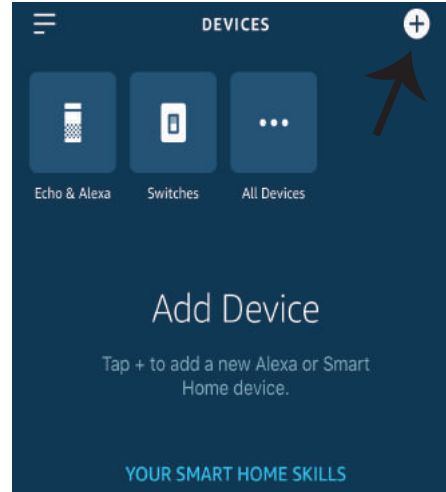 DEVICES
Echo & Alexa
Switches
All Devices
Add Device
Tap + to add a new Alexa or Smart
Home device.
YOUR SMART HOME SKILLS